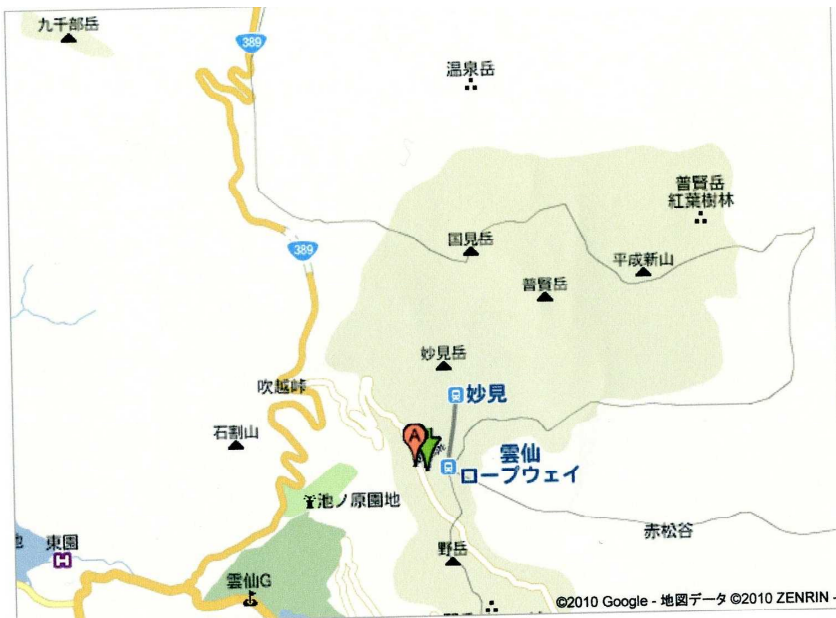 九千部岳
389
温泉岳
普賢岳
紅葉樹林
国見岳
389
平成新山
普賢岳
妙見岳
吹越峠
妙見
石割山
A
雲仙
ロープウェイ
池ノ原園地
赤松谷
東園
H
野岳
雲仙G
©2010 Google - 地図データ ©2010 ZENRIN -